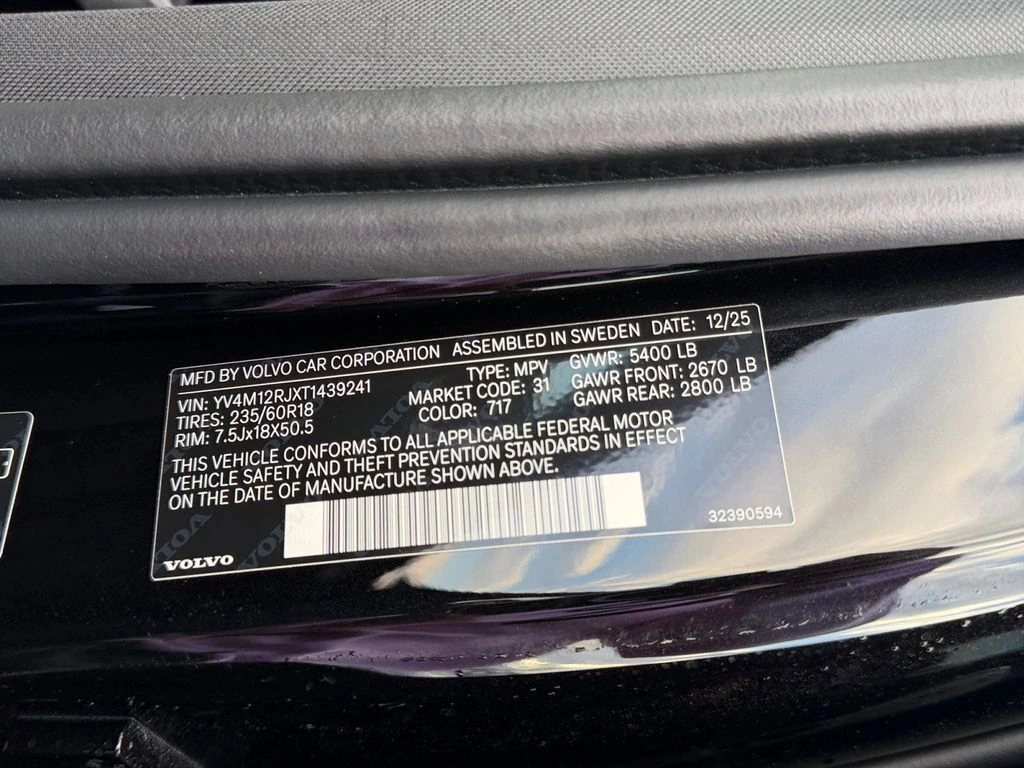 MFD BY VOLVO CAR CORPORATION ASSEMBLED IN SWEDEN DATE: 12/25
VIN: YV4M12RJXT1439241 TYPE: MPV GVWR: 5400 LB
TIRES: 235/60R18 MARKET CODE: 31 GAWR FRONT: 2670 LB
RIM: 7.5Jx18X50.5 COLOR: 717 GAWR REAR: 2800 LB
THIS VEHICLE CONFORMS TO ALL APPLICABLE FEDERAL MOTOR
VEHICLE SAFETY AND THEFT PREVENTION STANDARDS IN EFFECT
ON THE DATE OF MANUFACTURE SHOWN ABOVE.
32390594
VOLVO